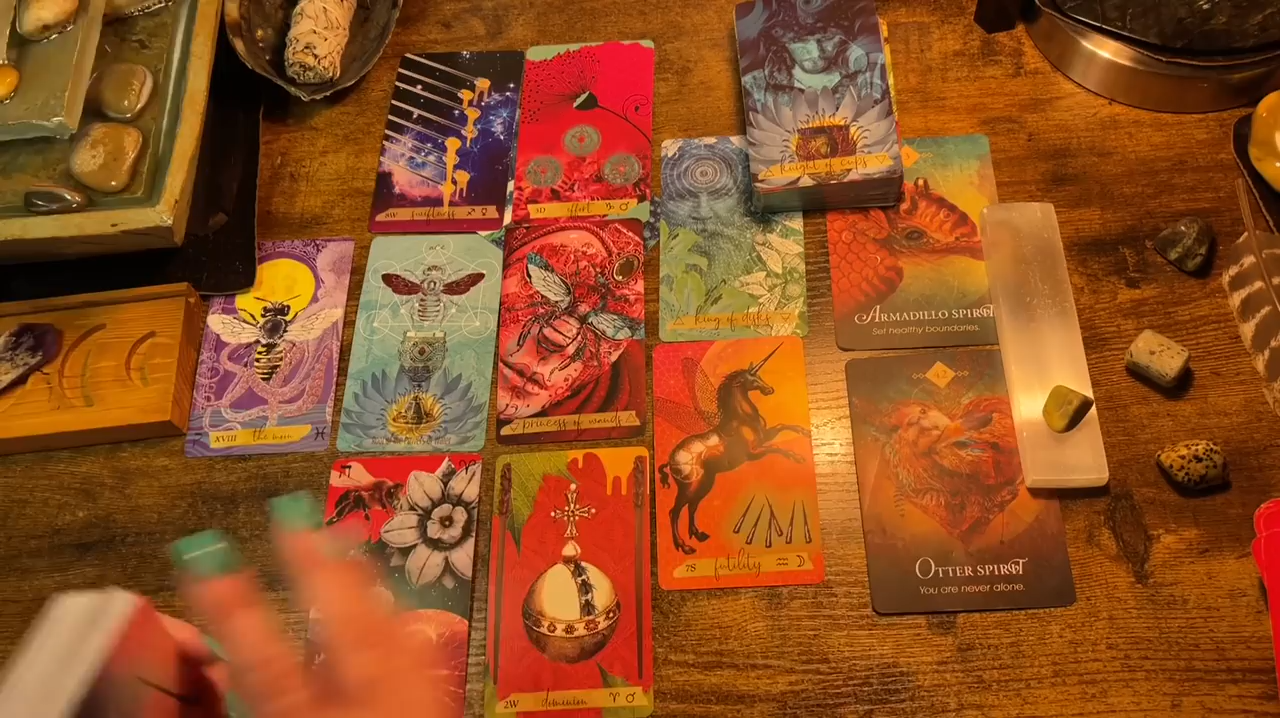 8W swiftness
3D effort
knight of cups
king of disks
ARMADILLO SPIRIT
Set healthy boundaries.
XVIII the moon
ace
princess of wands
7S futility
42
OTTER SPIRIT
You are never alone.
2W dominion